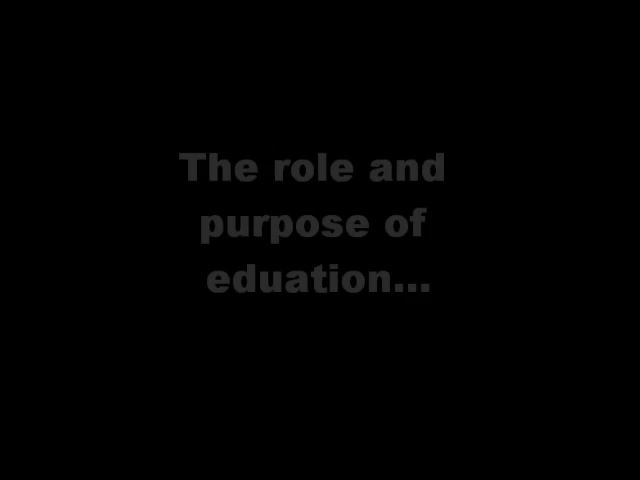 The role and
purpose of
eduation...